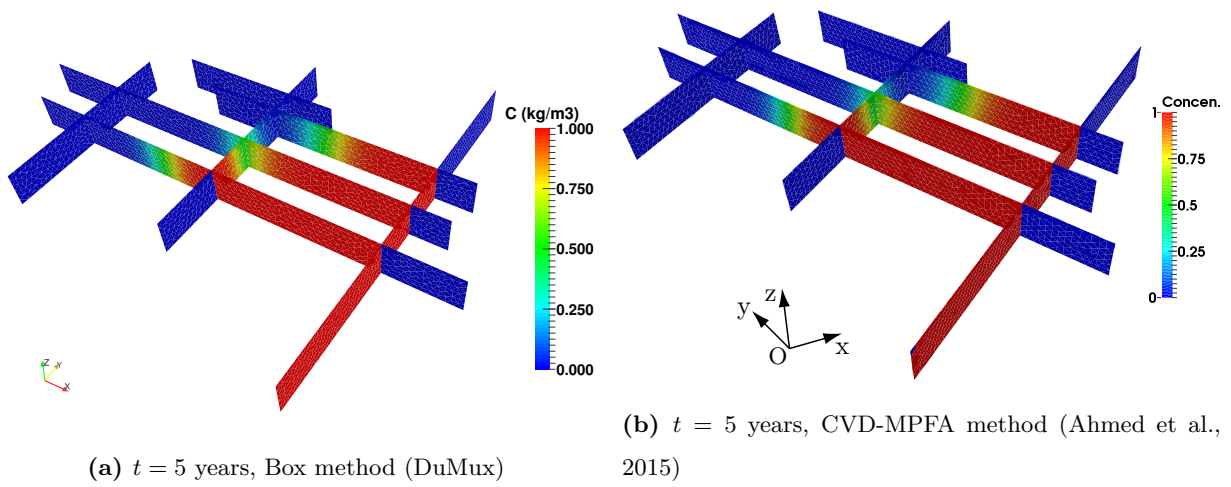 C (kg/m3)
1.000
0.750
0.500
0.250
0.000
Z
Y
X
(a) t = 5 years, Box method (DuMux)
Concen.
1
0.75
0.5
0.25
0
z
y
O
x
(b) t = 5 years, CVD-MPFA method (Ahmed et al.,
2015)